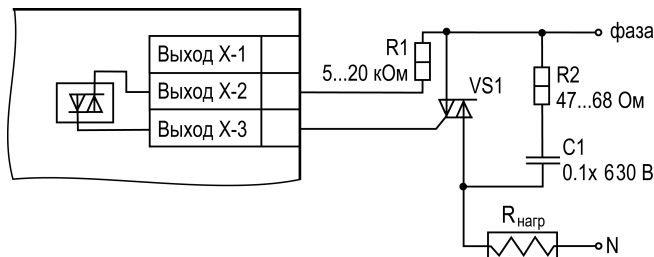 Выход X-1
Выход X-2
Выход X-3
R1
5...20 кОм
VS1
фаза
R2
47...68 Ом
C1
0.1x 630 В
Rнагр
N